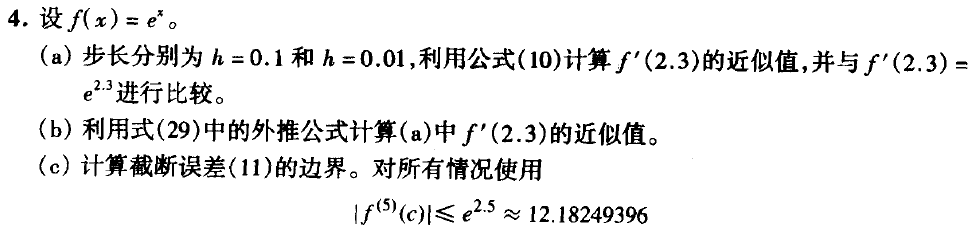 4. 设 f(x) = eˣ。
(a) 步长分别为 h = 0.1 和 h = 0.01,利用公式(10)计算 f′(2.3)的近似值,并与 f′(2.3) =
e²·³进行比较。
(b) 利用式(29)中的外推公式计算(a)中 f′(2.3)的近似值。
(c) 计算截断误差(11)的边界。对所有情况使用
|f⁽⁵⁾(c)|≤ e²·⁵ ≈ 12.18249396